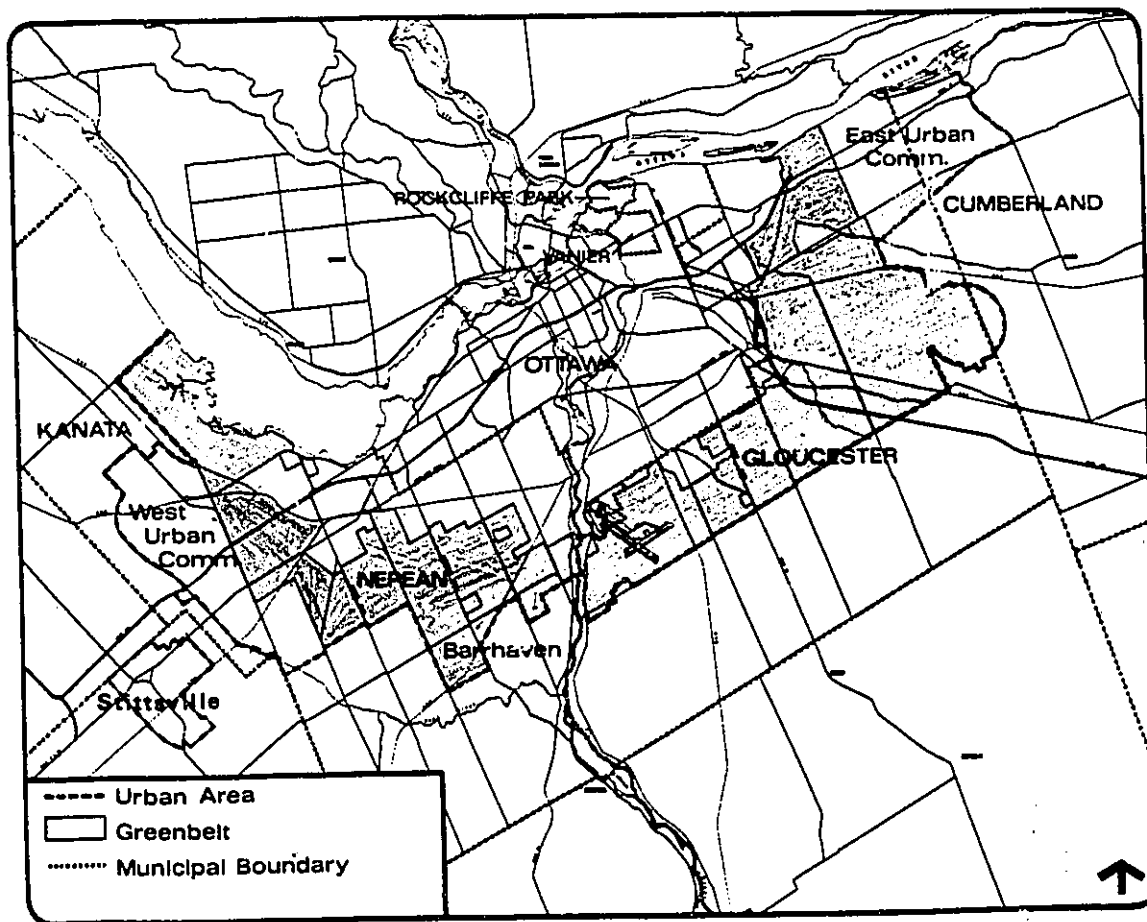 East Urban
Comm.
ROCKCLIFFE PARK
CUMBERLAND
VANIER
OTTAWA
KANATA
GLOUCESTER
West
Urban
Comm.
NEPEAN
Barrhaven
Stittsville
Urban Area
Greenbelt
Municipal Boundary